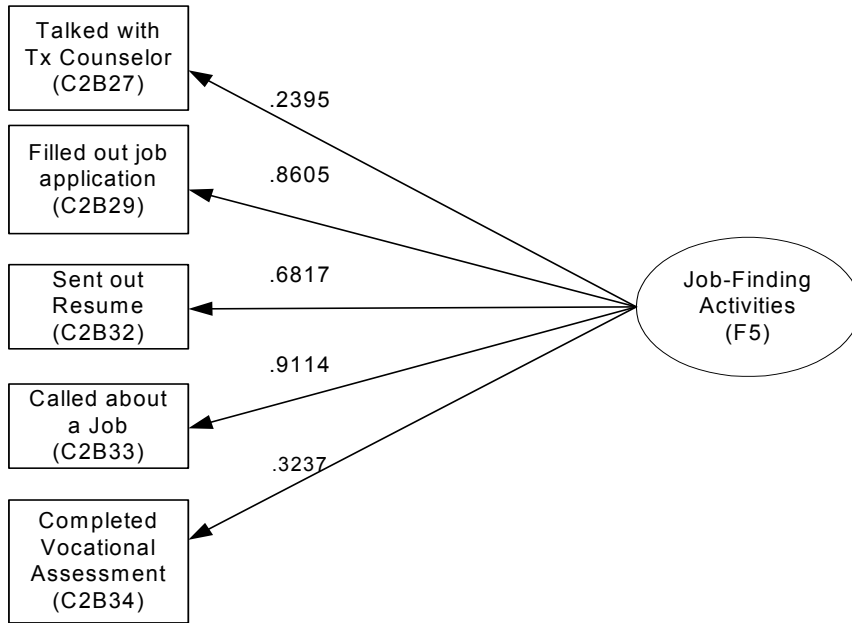 Talked with
Tx Counselor
(C2B27)
.2395
Filled out job
application
(C2B29)
.8605
Sent out
Resume
(C2B32)
.6817
Called about
a Job
(C2B33)
.9114
Completed
Vocational
Assessment
(C2B34)
.3237
Job-Finding
Activities
(F5)